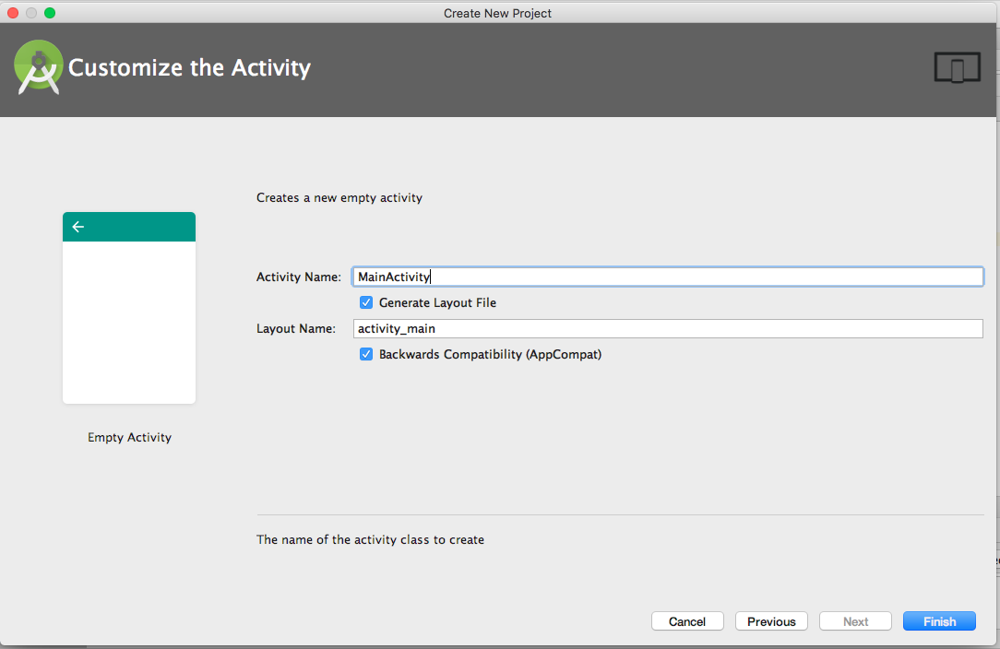 Create New Project
Customize the Activity
Creates a new empty activity
Activity Name: MainActivity
Generate Layout File
Layout Name: activity_main
Backwards Compatibility (AppCompat)
Empty Activity
The name of the activity class to create
Cancel Previous Next Finish